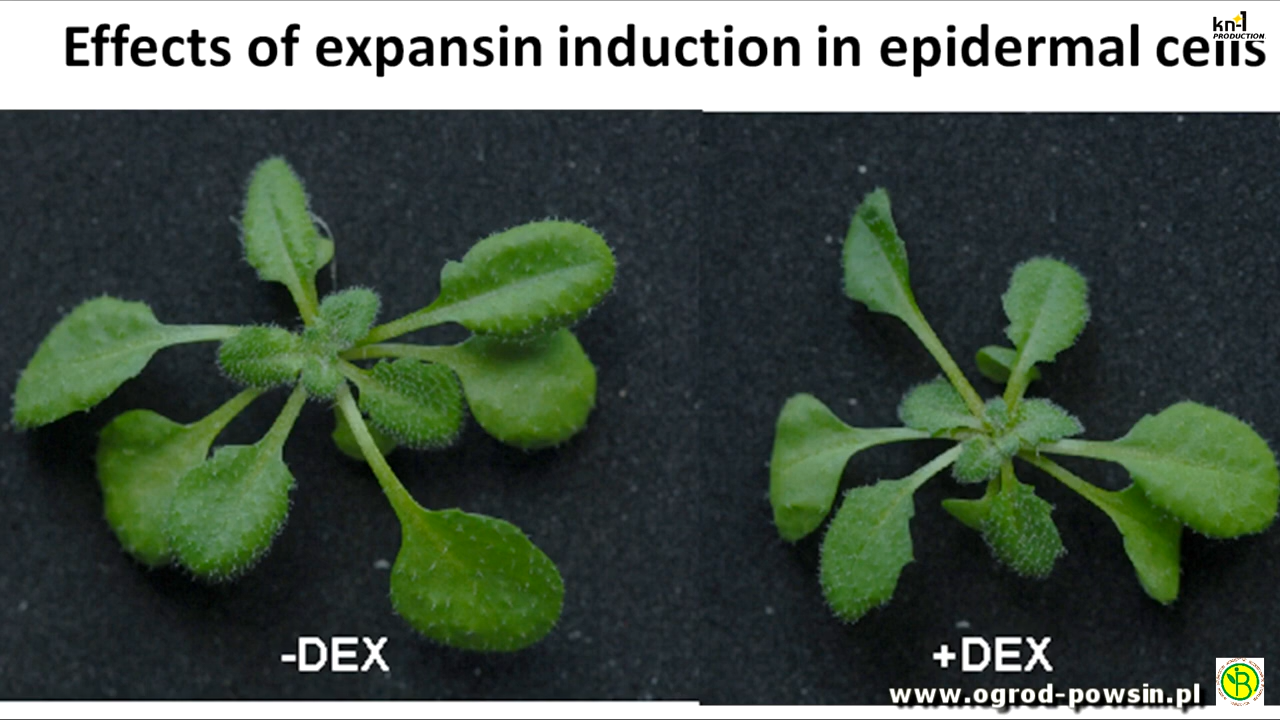 Effects of expansin induction in epidermal cells
kn-1
PRODUCTION
-DEX
+DEX
www.ogrod-powsin.pl